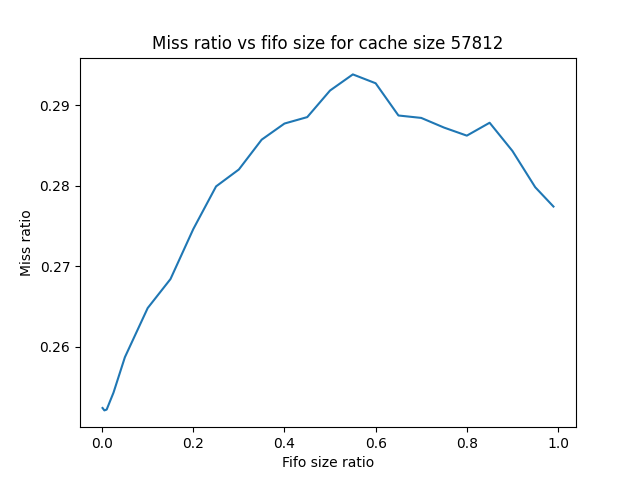 Miss ratio vs fifo size for cache size 57812
0.29
0.28
0.27
0.26
Miss ratio
0.0 0.2 0.4 0.6 0.8 1.0
Fifo size ratio